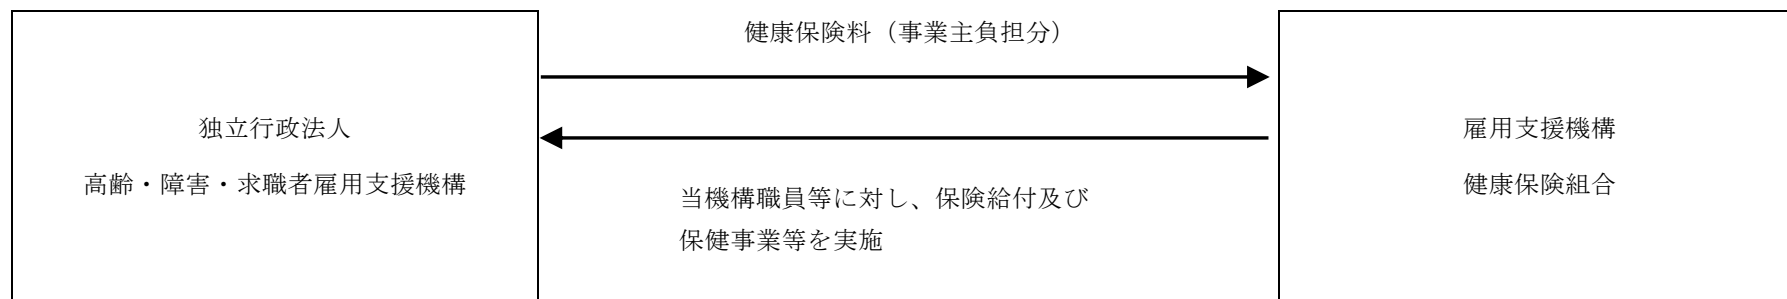 健康保険料（事業主負担分）
独立行政法人
高齢・障害・求職者雇用支援機構
当機構職員等に対し、保険給付及び
保健事業等を実施
雇用支援機構
健康保険組合